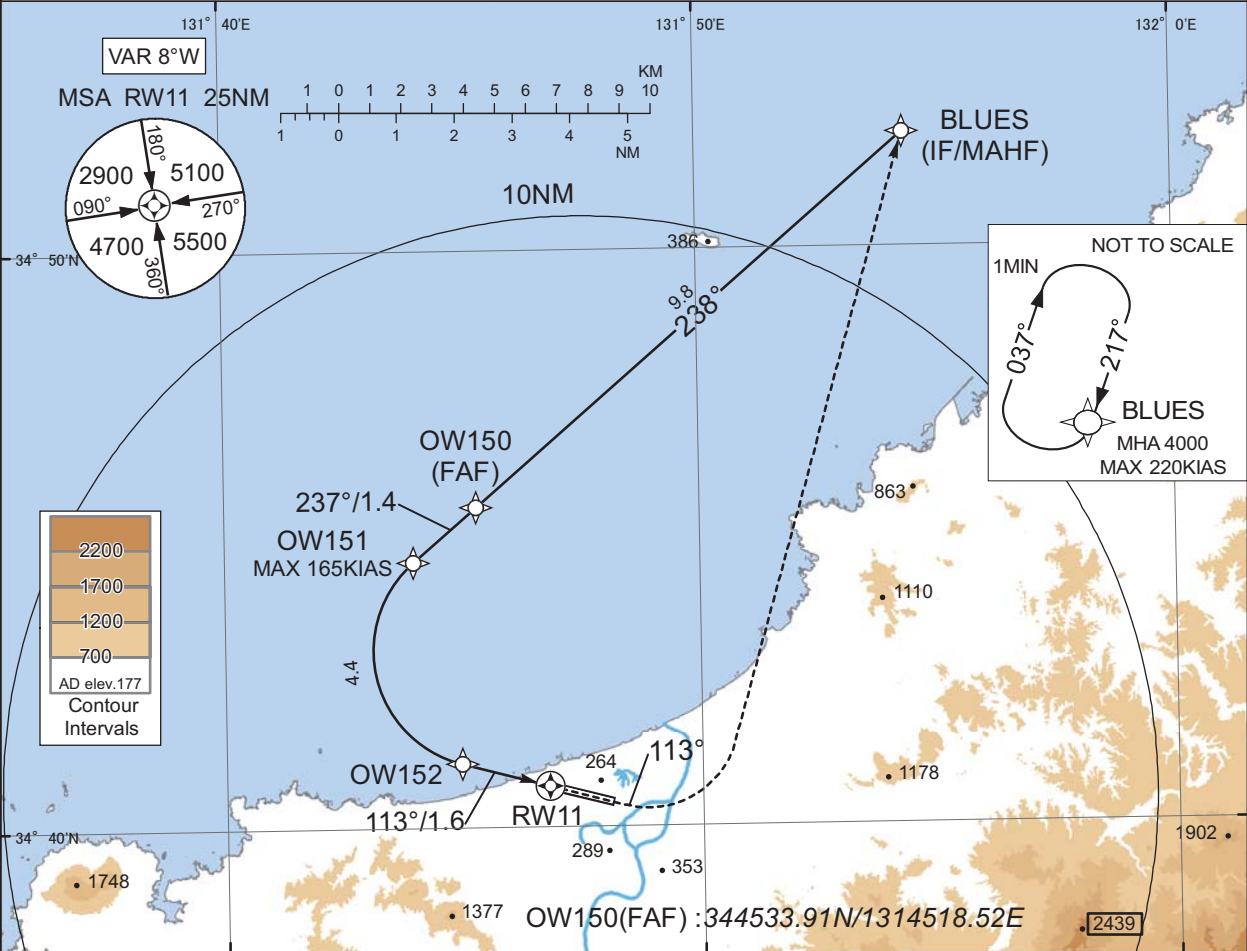 131° 40'E
131° 50'E
132° 0'E
VAR 8°W
MSA RW11 25NM
KM
1 0 1 2 3 4 5 6 7 8 9 10
1 0 1 2 3 4 5
NM
180°
2900
5100
090°
270°
4700
5500
360°
BLUES
(IF/MAHF)
10NM
386
34° 50'N
NOT TO SCALE
1MIN
037°
217°
BLUES
MHA 4000
MAX 220KIAS
9.8
238°
OW150
(FAF)
237°/1.4
OW151
MAX 165KIAS
863
2200
1700
1200
700
AD elev.177
Contour
Intervals
1110
4.4
OW152
264
113°
1178
RW11
113°/1.6
34° 40'N
289
353
1902
1748
1377
OW150(FAF) :344533.91N/1314518.52E
2439